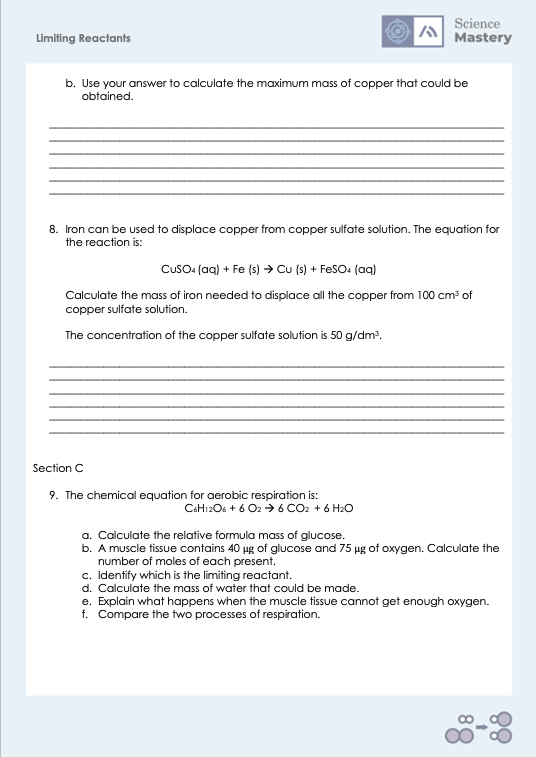 Limiting Reactants
Science
Mastery
b. Use your answer to calculate the maximum mass of copper that could be
obtained.
8. Iron can be used to displace copper from copper sulfate solution. The equation for
the reaction is:
CuSO₄ (aq) + Fe (s) → Cu (s) + FeSO₄ (aq)
Calculate the mass of iron needed to displace all the copper from 100 cm³ of
copper sulfate solution.
The concentration of the copper sulfate solution is 50 g/dm³.
Section C
9. The chemical equation for aerobic respiration is:
C₆H₁₂O₆ + 6 O₂ → 6 CO₂ + 6 H₂O
a. Calculate the relative formula mass of glucose.
b. A muscle tissue contains 40 µg of glucose and 75 µg of oxygen. Calculate the
number of moles of each present.
c. Identify which is the limiting reactant.
d. Calculate the mass of water that could be made.
e. Explain what happens when the muscle tissue cannot get enough oxygen.
f. Compare the two processes of respiration.